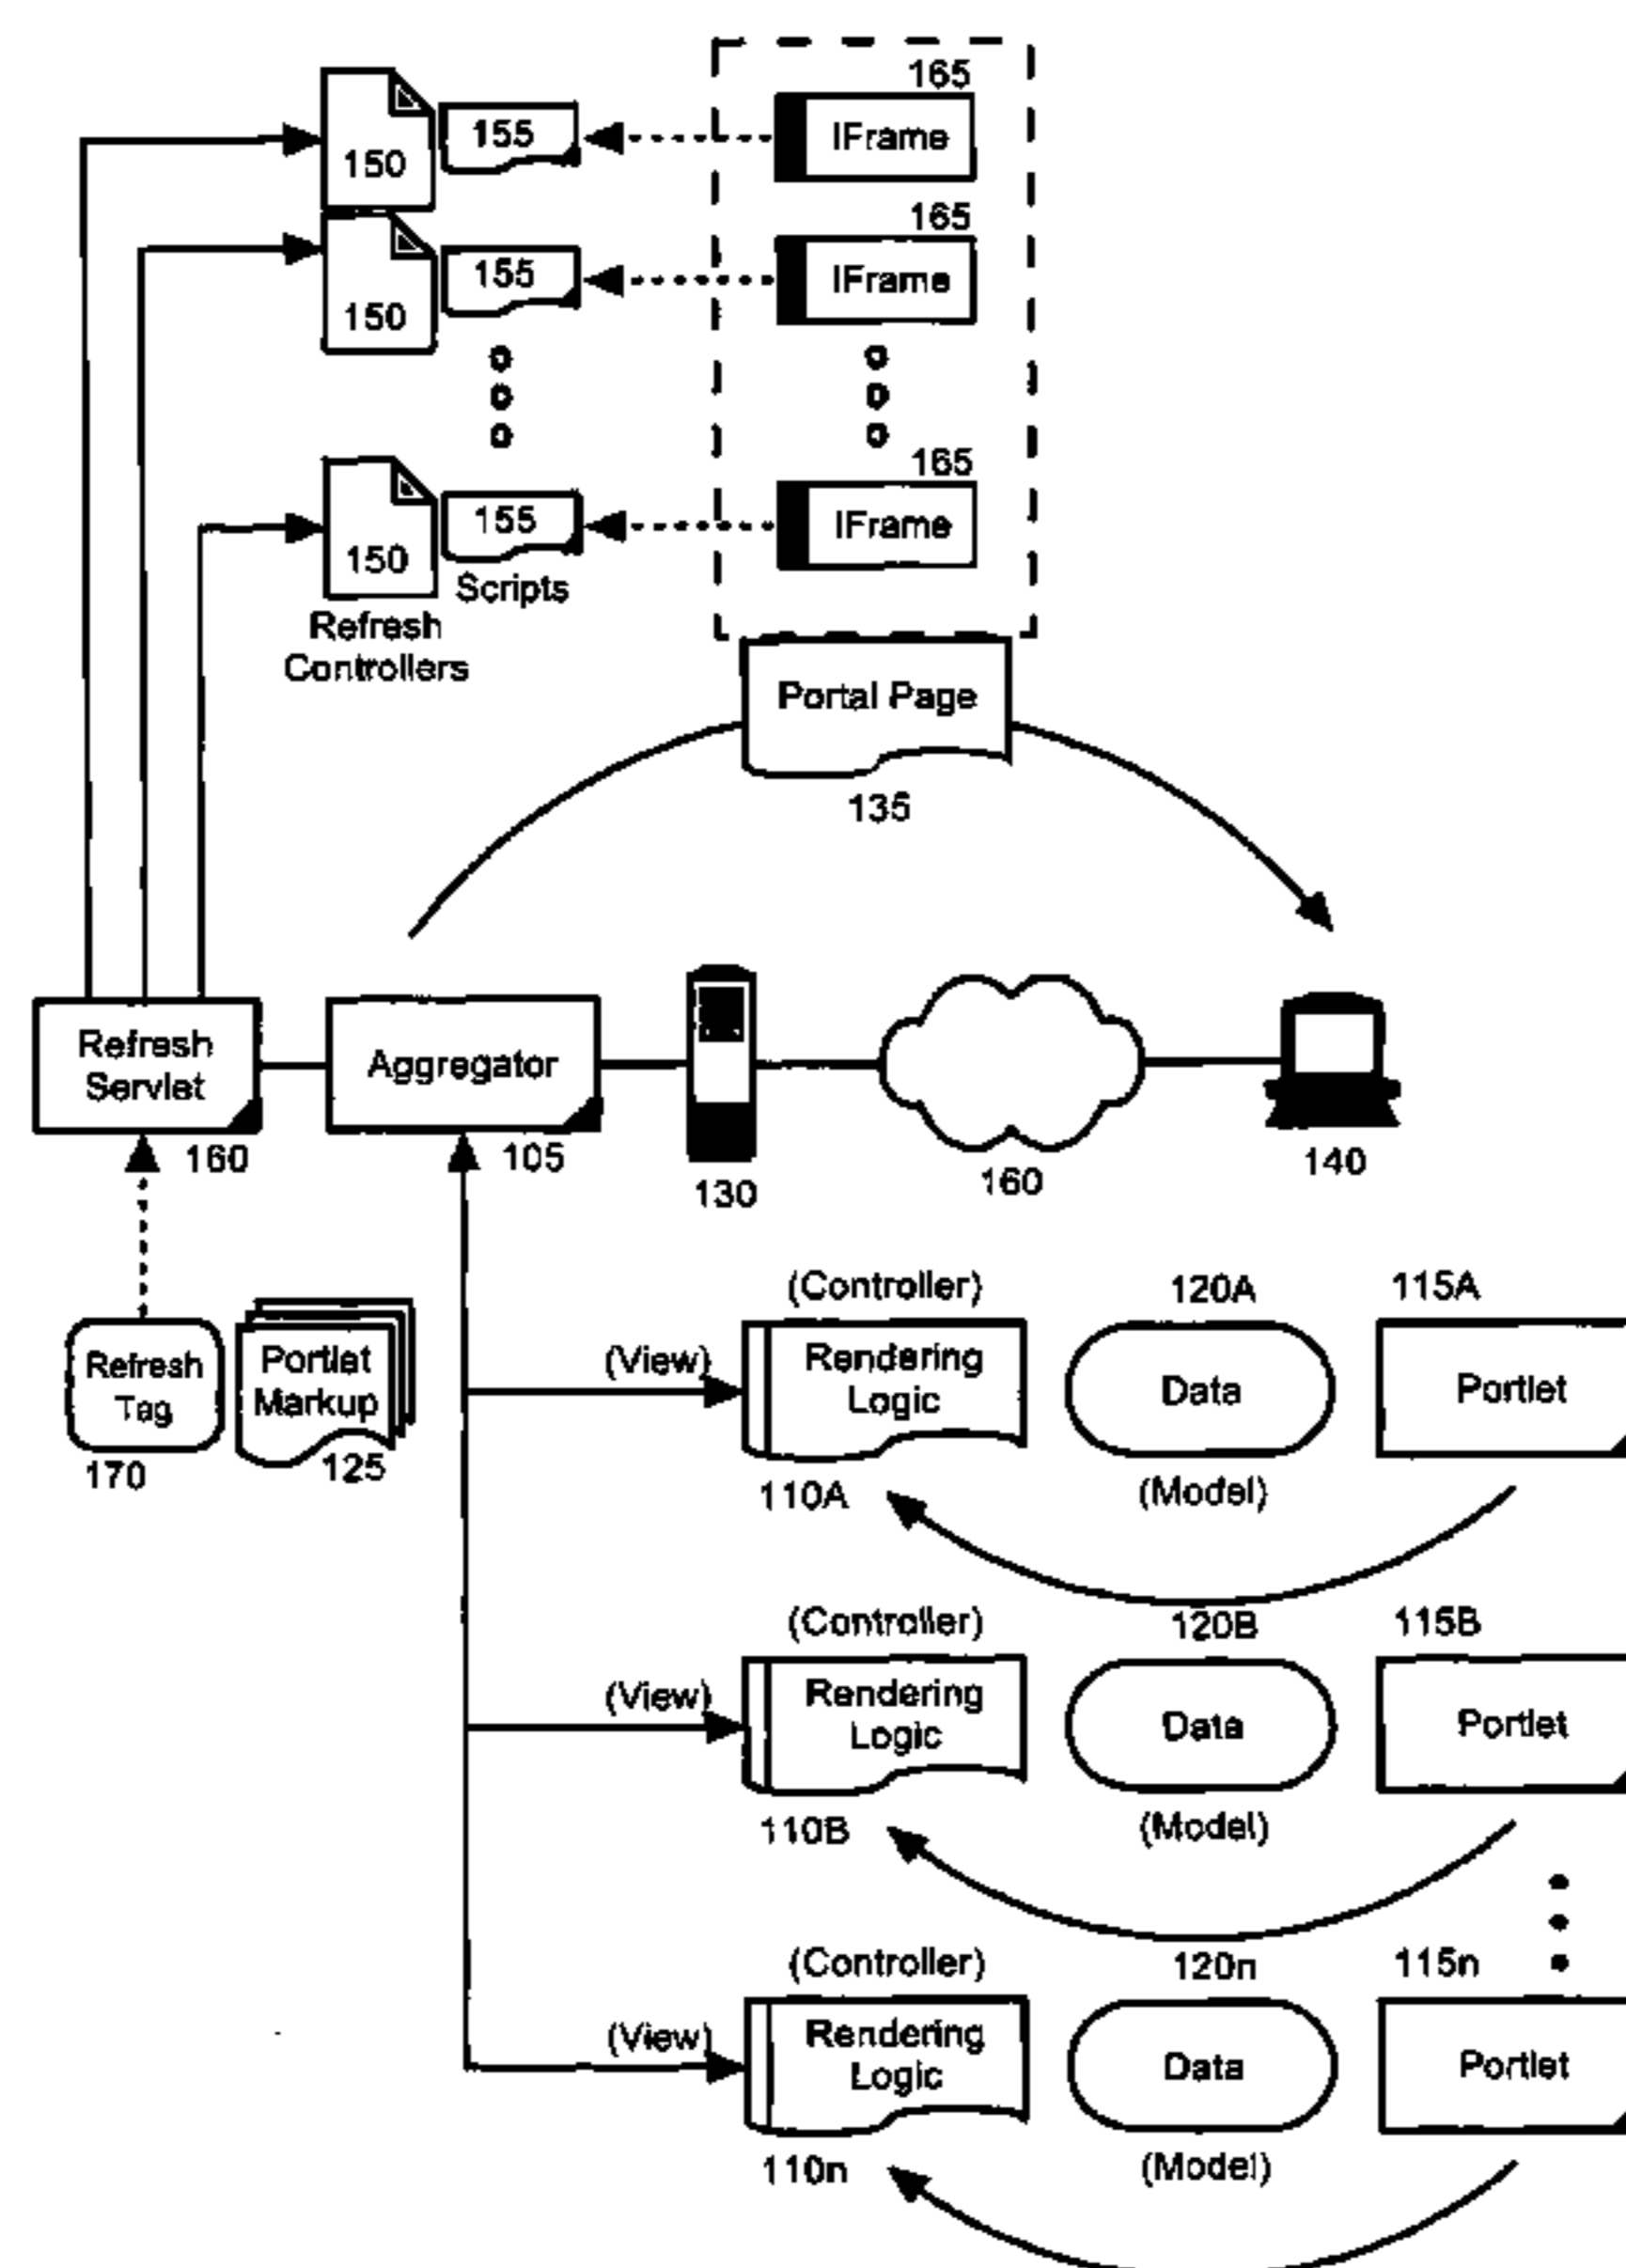 165
150
155
IFrame
165
150
155
IFrame
165
150
155
IFrame
Scripts
Refresh
Controllers
Portal Page
135
Refresh
Servlet
160
Aggregator
105
130
160
140
Refresh
Tag
170
Portlet
Markup
125
(Controller)
120A
115A
(View)
Rendering
Logic
Data
Portlet
110A
(Model)
(Controller)
120B
115B
(View)
Rendering
Logic
Data
Portlet
110B
(Model)
(Controller)
120n
115n
(View)
Rendering
Logic
Data
Portlet
110n
(Model)